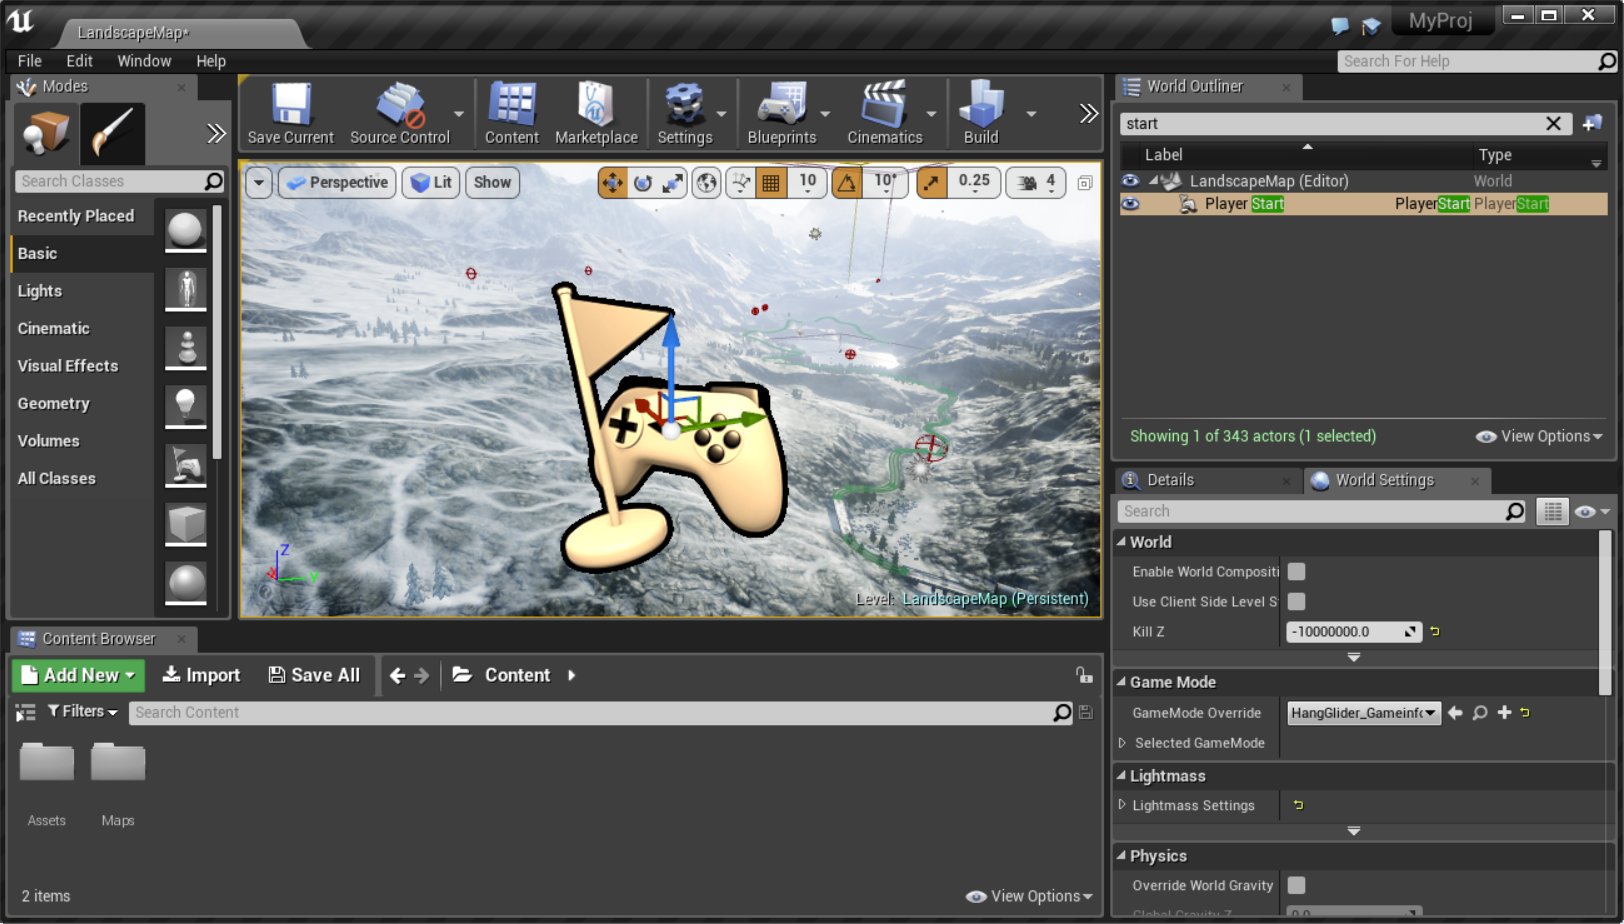 LandscapeMap*
MyProj
File Edit Window Help
Search For Help
Modes
Search Classes
Recently Placed
Basic
Lights
Cinematic
Visual Effects
Geometry
Volumes
All Classes
Save Current Source Control Content Marketplace Settings Blueprints Cinematics Build
Perspective Lit Show 10 10° 0.25 4
Z
X Y
Level: LandscapeMap (Persistent)
World Outliner
start
Label Type
LandscapeMap (Editor) World
Player Start PlayerStart PlayerStart
Showing 1 of 343 actors (1 selected) View Options
Details World Settings
Search
World
Enable World Compositi
Use Client Side Level S
Kill Z -10000000.0
Game Mode
GameMode Override HangGlider_Gameinfo
Selected GameMode
Lightmass
Lightmass Settings
Physics
Override World Gravity
Global Gravity Z 0.0
Content Browser
Add New Import Save All Content
Filters Search Content
Assets Maps
2 items View Options